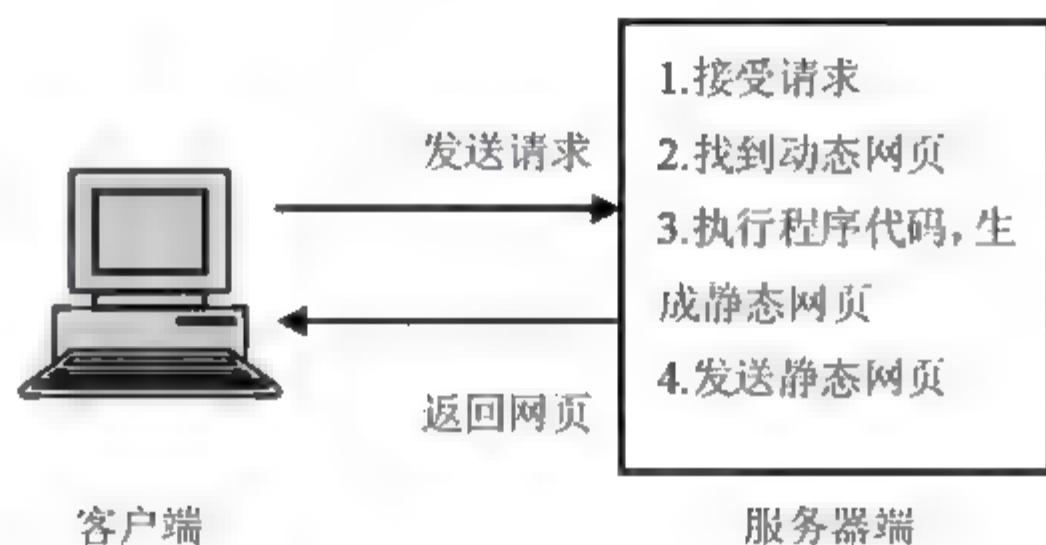 发送请求
返回网页
客户端
1.接受请求
2.找到动态网页
3.执行程序代码，生
成静态网页
4.发送静态网页
服务器端